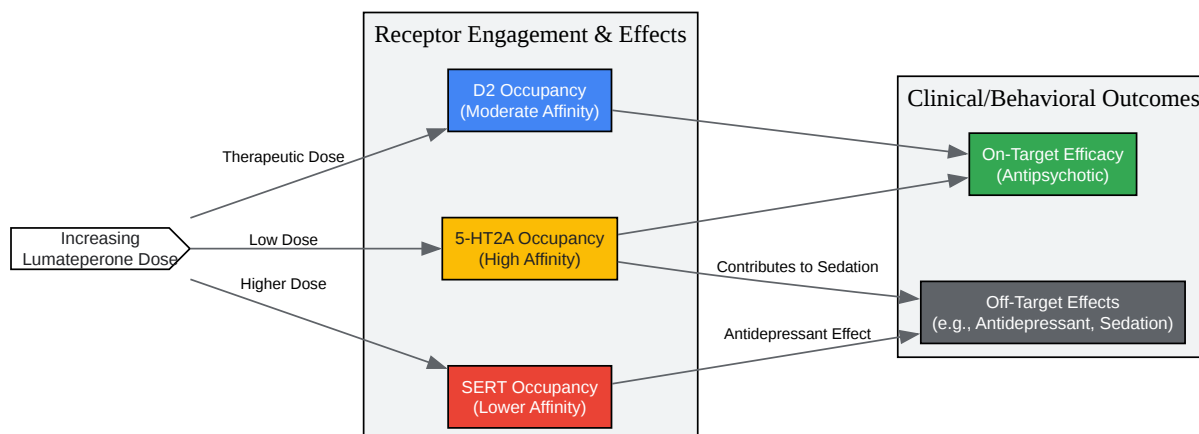 Receptor Engagement & Effects
D2 Occupancy
(Moderate Affinity)
Clinical/Behavioral Outcomes
Therapeutic Dose
On-Target Efficacy
(Antipsychotic)
Increasing
Lumateperone Dose
Low Dose
5-HT2A Occupancy
(High Affinity)
Contributes to Sedation
Higher Dose
Off-Target Effects
(e.g., Antidepressant, Sedation)
Antidepressant Effect
SERT Occupancy
(Lower Affinity)